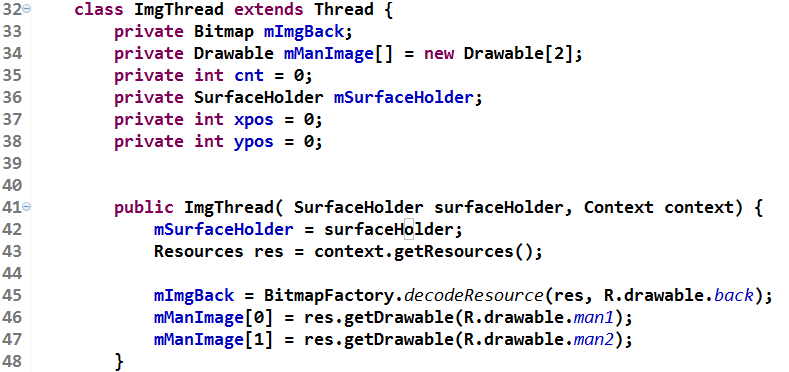 32 class ImgThread extends Thread {
33 private Bitmap mImgBack;
34 private Drawable mManImage[] = new Drawable[2];
35 private int cnt = 0;
36 private SurfaceHolder mSurfaceHolder;
37 private int xpos = 0;
38 private int ypos = 0;
39
40
41 public ImgThread( SurfaceHolder surfaceHolder, Context context) {
42 mSurfaceHolder = surfaceHolder;
43 Resources res = context.getResources();
44
45 mImgBack = BitmapFactory.decodeResource(res, R.drawable.back);
46 mManImage[0] = res.getDrawable(R.drawable.man1);
47 mManImage[1] = res.getDrawable(R.drawable.man2);
48 }